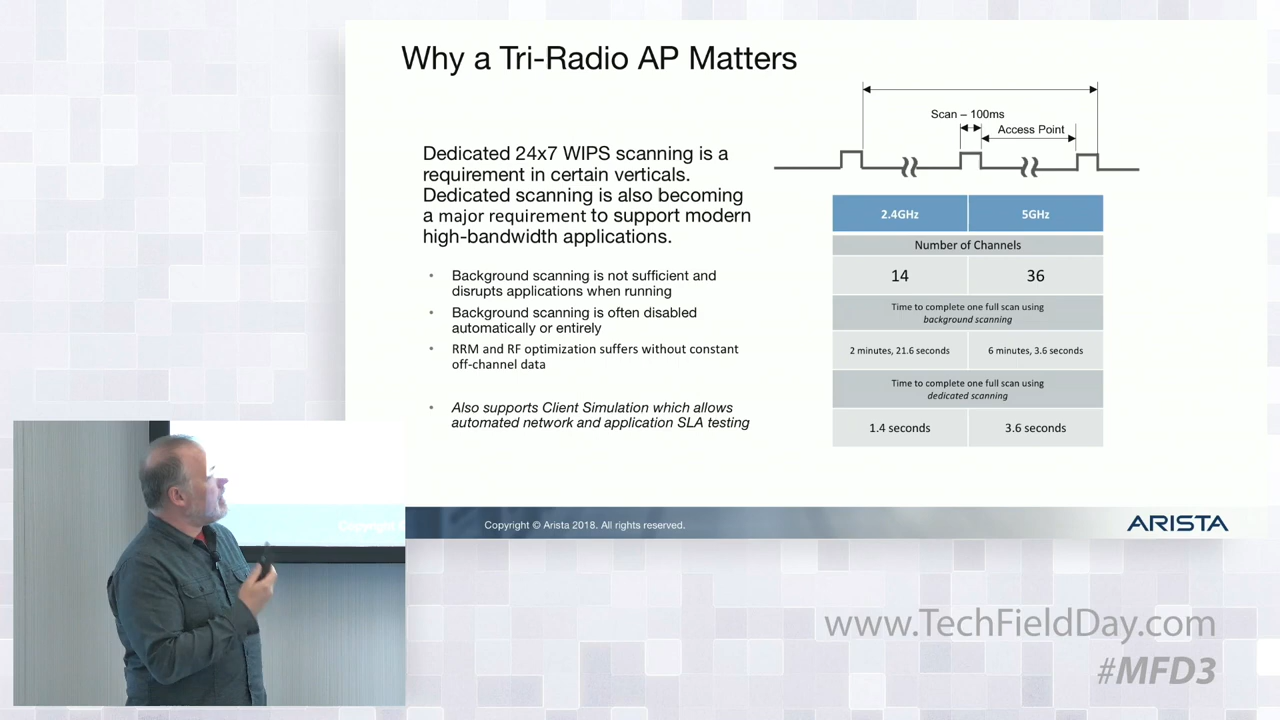 Why a Tri-Radio AP Matters
Scan – 100ms
Access Point
Dedicated 24x7 WIPS scanning is a
requirement in certain verticals.
Dedicated scanning is also becoming
a major requirement to support modern
high-bandwidth applications.
• Background scanning is not sufficient and
disrupts applications when running
• Background scanning is often disabled
automatically or entirely
• RRM and RF optimization suffers without constant
off-channel data
• Also supports Client Simulation which allows
automated network and application SLA testing
2.4GHz 5GHz
Number of Channels
14 36
Time to complete one full scan using
background scanning
2 minutes, 21.6 seconds 6 minutes, 3.6 seconds
Time to complete one full scan using
dedicated scanning
1.4 seconds 3.6 seconds
Copyright
Copyright © Arista 2018. All rights reserved.
ARISTA
www.TechFieldDay.com
#MFD3